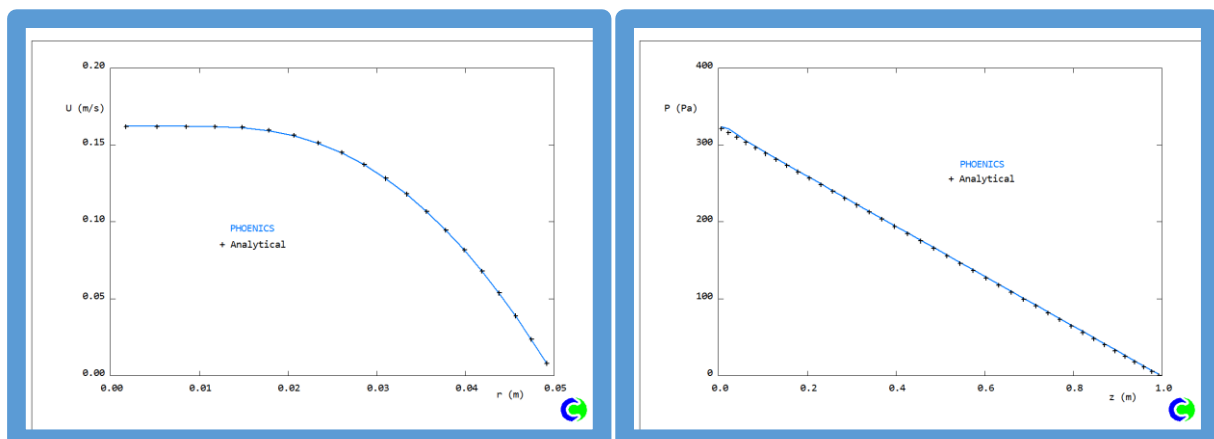 0.20
U (m/s)
0.15
0.10
PHOENICS
+ Analytical
0.05
0.00
0.00 0.01 0.02 0.03 0.04 0.05
r (m)
400
P (Pa)
300
PHOENICS
+ Analytical
200
100
0
0.0 0.2 0.4 0.6 0.8 1.0
z (m)